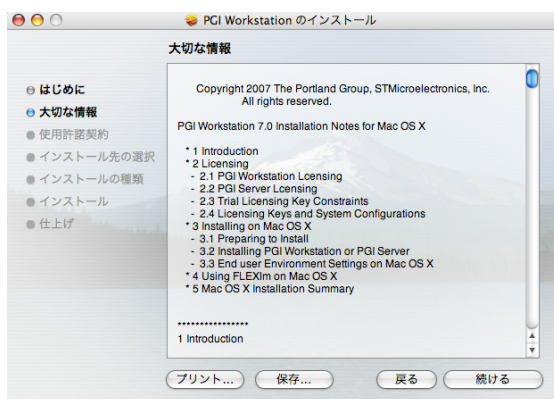 PGI Workstation のインストール
大切な情報
はじめに
大切な情報
使用許諾契約
インストール先の選択
インストールの種類
インストール
仕上げ
Copyright 2007 The Portland Group, STMicroelectronics, Inc.
All rights reserved.
PGI Workstation 7.0 Installation Notes for Mac OS X
* 1 Introduction
* 2 Licensing
- 2.1 PGI Workstation Lcensing
- 2.2 PGI Server Lcensing
- 2.3 Trial Licensing Key Constraints
- 2.4 Licensing Keys and System Configurations
* 3 Installing on Mac OS X
- 3.1 Preparing to Install
- 3.2 Installing PGI Workstation or PGI Server
- 3.3 End user Environment Settings on Mac OS X
* 4 Using FLEXlm on Mac OS X
* 5 Mac OS X Installation Summary
****************
1 Introduction
プリント...
保存...
戻る
続ける